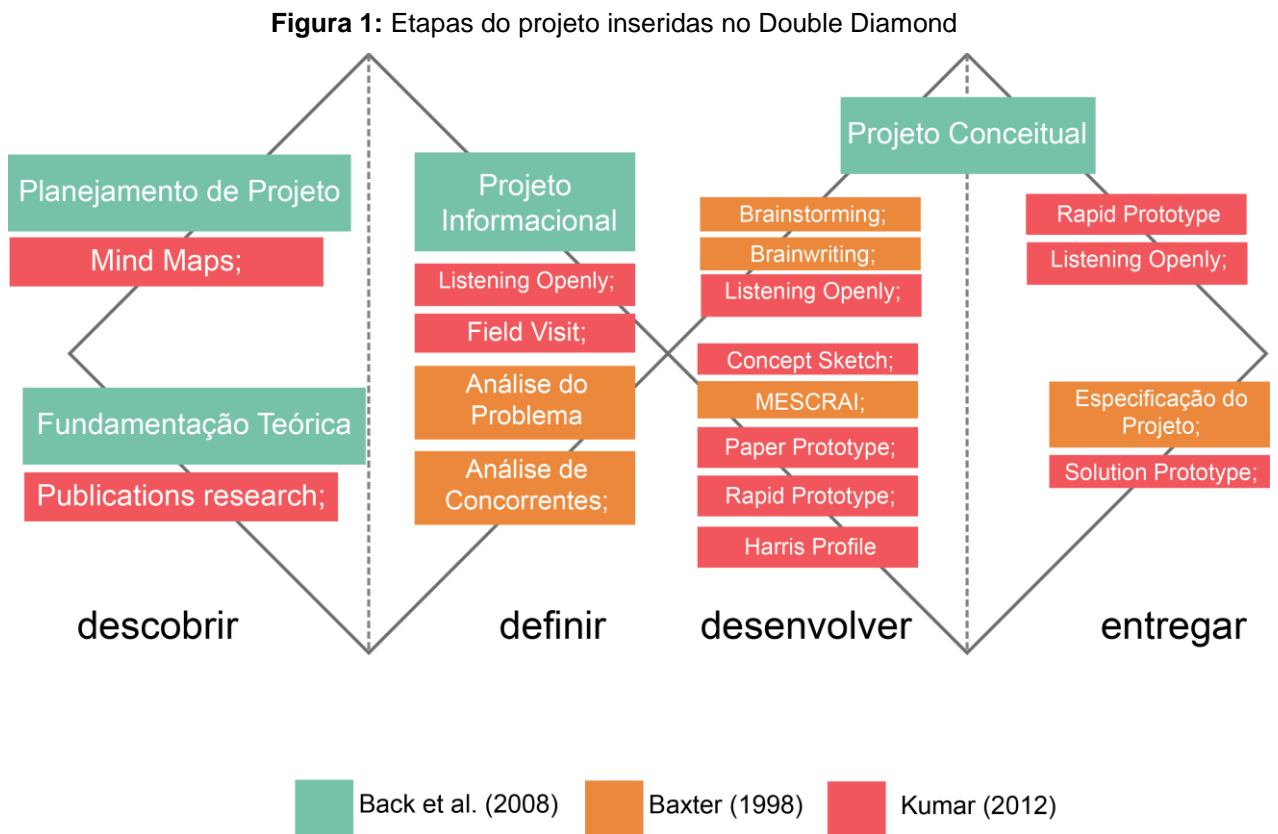 Figura 1: Etapas do projeto inseridas no Double Diamond
Planejamento de Projeto
Mind Maps;
Fundamentação Teórica
Publications research;
Projeto
Informacional
Listening Openly;
Field Visit;
Análise do
Problema
Análise de
Concorrentes;
Projeto Conceitual
Brainstorming;
Brainwriting;
Listening Openly;
Concept Sketch;
MESCRAI;
Paper Prototype;
Rapid Prototype;
Harris Profile
Rapid Prototype
Listening Openly;
Especificação do
Projeto;
Solution Prototype;
descobrir
definir
desenvolver
entregar
Back et al. (2008)
Baxter (1998)
Kumar (2012)